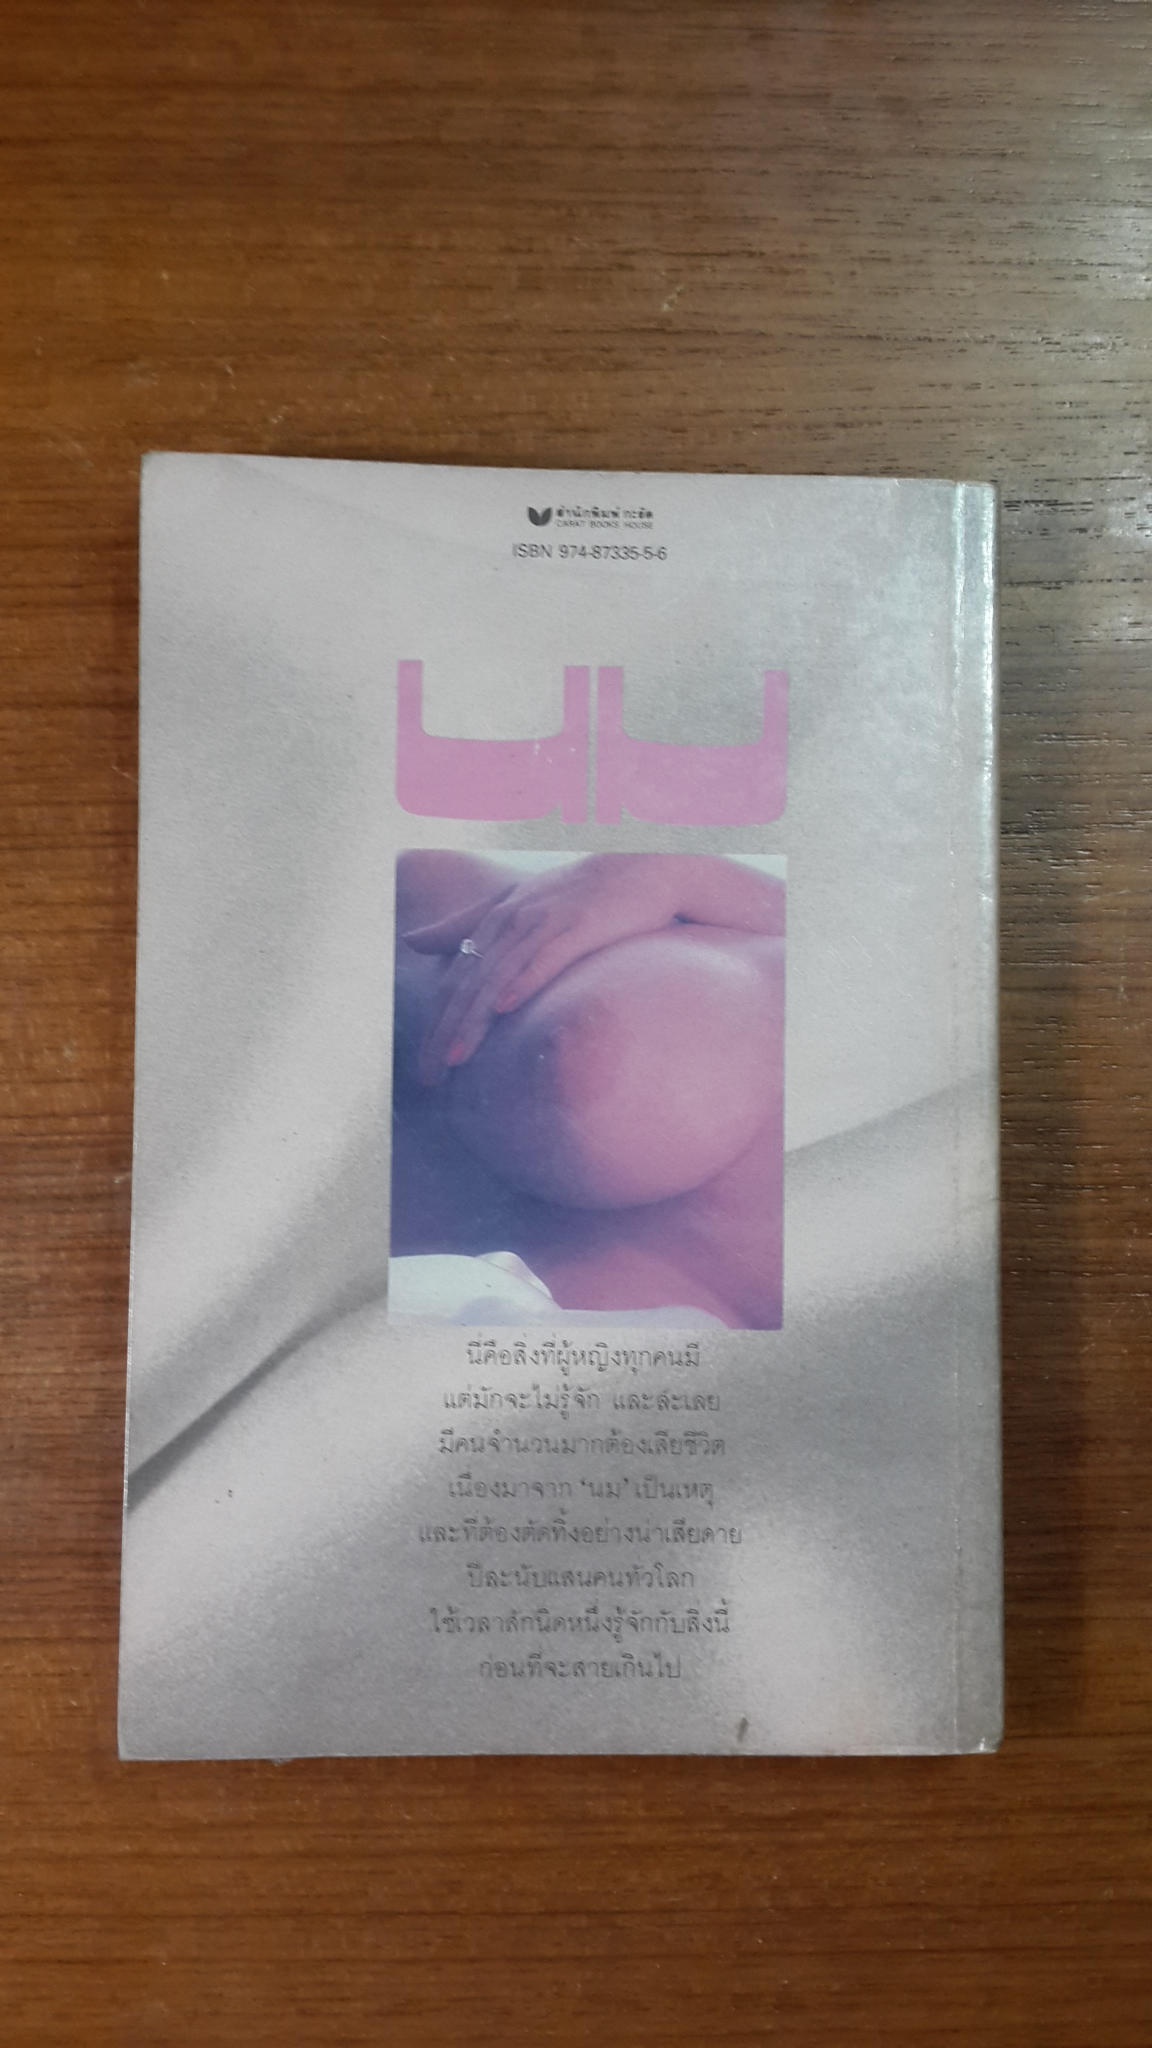 สำนักพิมพ์ กะรัต
CARAT BOOKS HOUSE
ISBN 974-87335-5-6
นม
นี่คือสิ่งที่ผู้หญิงทุกคนมี
แต่มักจะไม่รู้จัก และละเลย
มีคนจำนวนมากต้องเสียชีวิต
เนื่องมาจาก 'นม' เป็นเหตุ
และที่ต้องตัดทิ้งอย่างน่าเสียดาย
ปีละนับแสนคนทั่วโลก
ใช้เวลาสักนิดหนึ่งรู้จักกับสิ่งนี้
ก่อนที่จะสายเกินไป